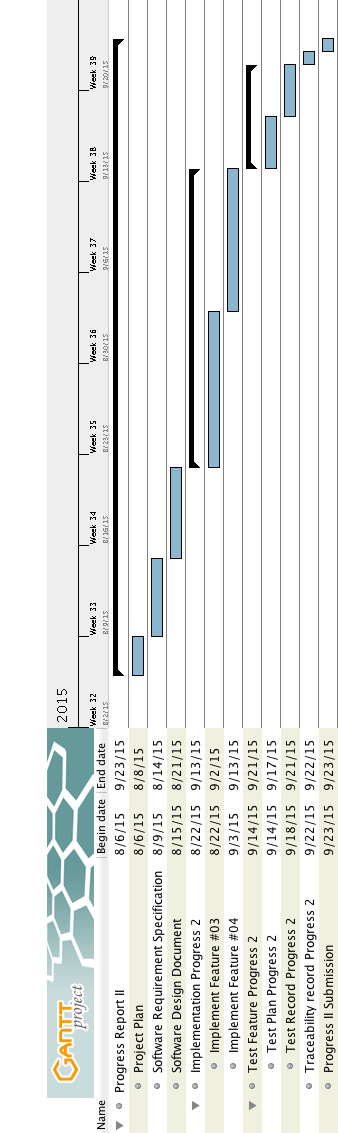 GANTT project
2015
Name Begin date End date
Week 32 Week 33 Week 34 Week 35 Week 36 Week 37 Week 38 Week 39
8/2/15 8/9/15 8/16/15 8/23/15 8/30/15 9/6/15 9/13/15 9/20/15
Progress Report II 8/6/15 9/23/15
Project Plan 8/6/15 8/8/15
Software Requirement Specification 8/9/15 8/14/15
Software Design Document 8/15/15 8/21/15
Implementation Progress 2 8/22/15 9/13/15
Implement Feature #03 8/22/15 9/2/15
Implement Feature #04 9/3/15 9/13/15
Test Feature Progress 2 9/14/15 9/21/15
Test Plan Progress 2 9/14/15 9/17/15
Test Record Progress 2 9/18/15 9/21/15
Traceability record Progress 2 9/22/15 9/22/15
Progress II Submission 9/23/15 9/23/15